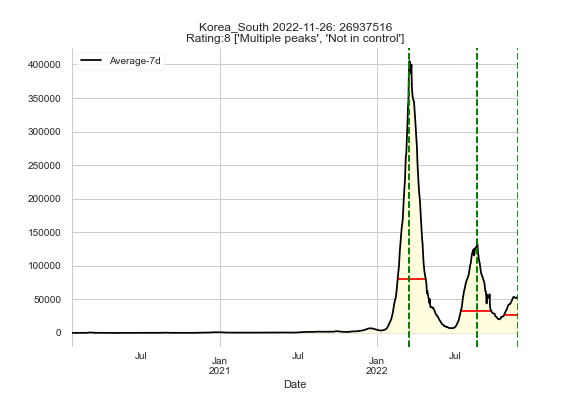 Korea_South 2022-11-26: 26937516
Rating:8 ['Multiple peaks', 'Not in control']
Average-7d
400000
350000
300000
250000
200000
150000
100000
50000
0
Jul
Jan
2021
Jul
Jan
2022
Jul
Date